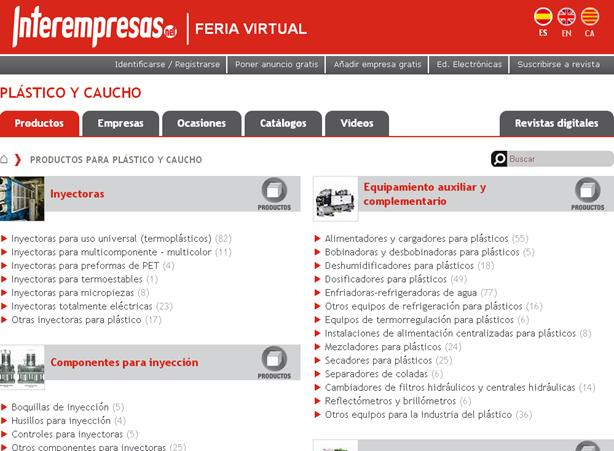 Interempresas.net
FERIA VIRTUAL
ES EN CA
Identificarse / Registrarse
Poner anuncio gratis
Añadir empresa gratis
Ed. Electrónicas
Suscribirse a revista
PLÁSTICO Y CAUCHO
Productos
Empresas
Ocasiones
Catálogos
Videos
Revistas digitales
PRODUCTOS PARA PLÁSTICO Y CAUCHO
Buscar
Inyectoras
PRODUCTOS
Inyectoras para uso universal (termoplásticos) (82)
Inyectoras para multicomponente - multicolor (11)
Inyectoras para preformas de PET (4)
Inyectoras para termoestables (1)
Inyectoras para micropiezas (8)
Inyectoras totalmente eléctricas (23)
Otras inyectoras para plástico (17)
Componentes para inyección
PRODUCTOS
Boquillas de inyección (5)
Husillos para inyección (4)
Controles para inyectoras (5)
Otros componentes para inyectoras (25)
Equipamiento auxiliar y
complementario
PRODUCTOS
Alimentadores y cargadores para plásticos (55)
Bobinadoras y desbobinadoras para plásticos (5)
Deshumidificadores para plásticos (18)
Dosificadores para plásticos (49)
Enfriadoras-refrigeradoras de agua (77)
Otros equipos de refrigeración para plásticos (16)
Equipos de termorregulación para plásticos (6)
Instalaciones de alimentación centralizadas para plásticos (8)
Mezcladores para plásticos (24)
Secadores para plásticos (25)
Separadores de coladas (6)
Cambiadores de filtros hidráulicos y centrales hidráulicas (14)
Reflectómetros y brillómetros (6)
Otros equipos para la industria del plástico (36)